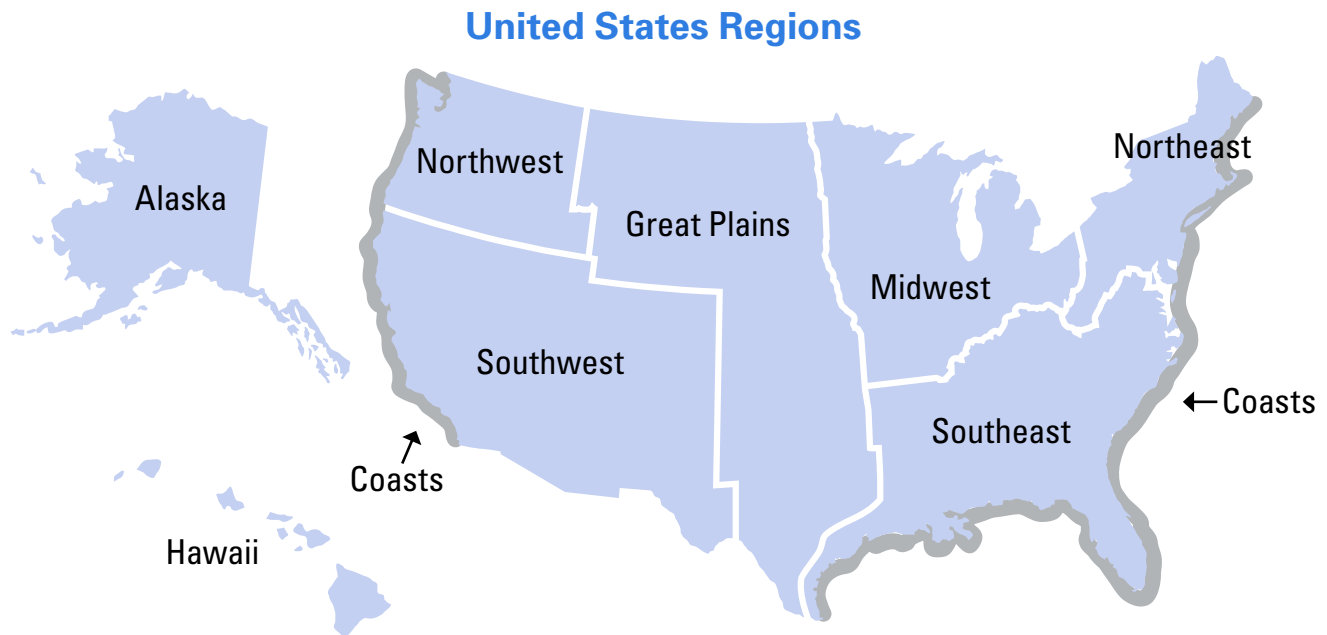 United States Regions
Northeast
Northwest
Alaska
Great Plains
Midwest
Southwest
Coasts
Southeast
Coasts
Hawaii